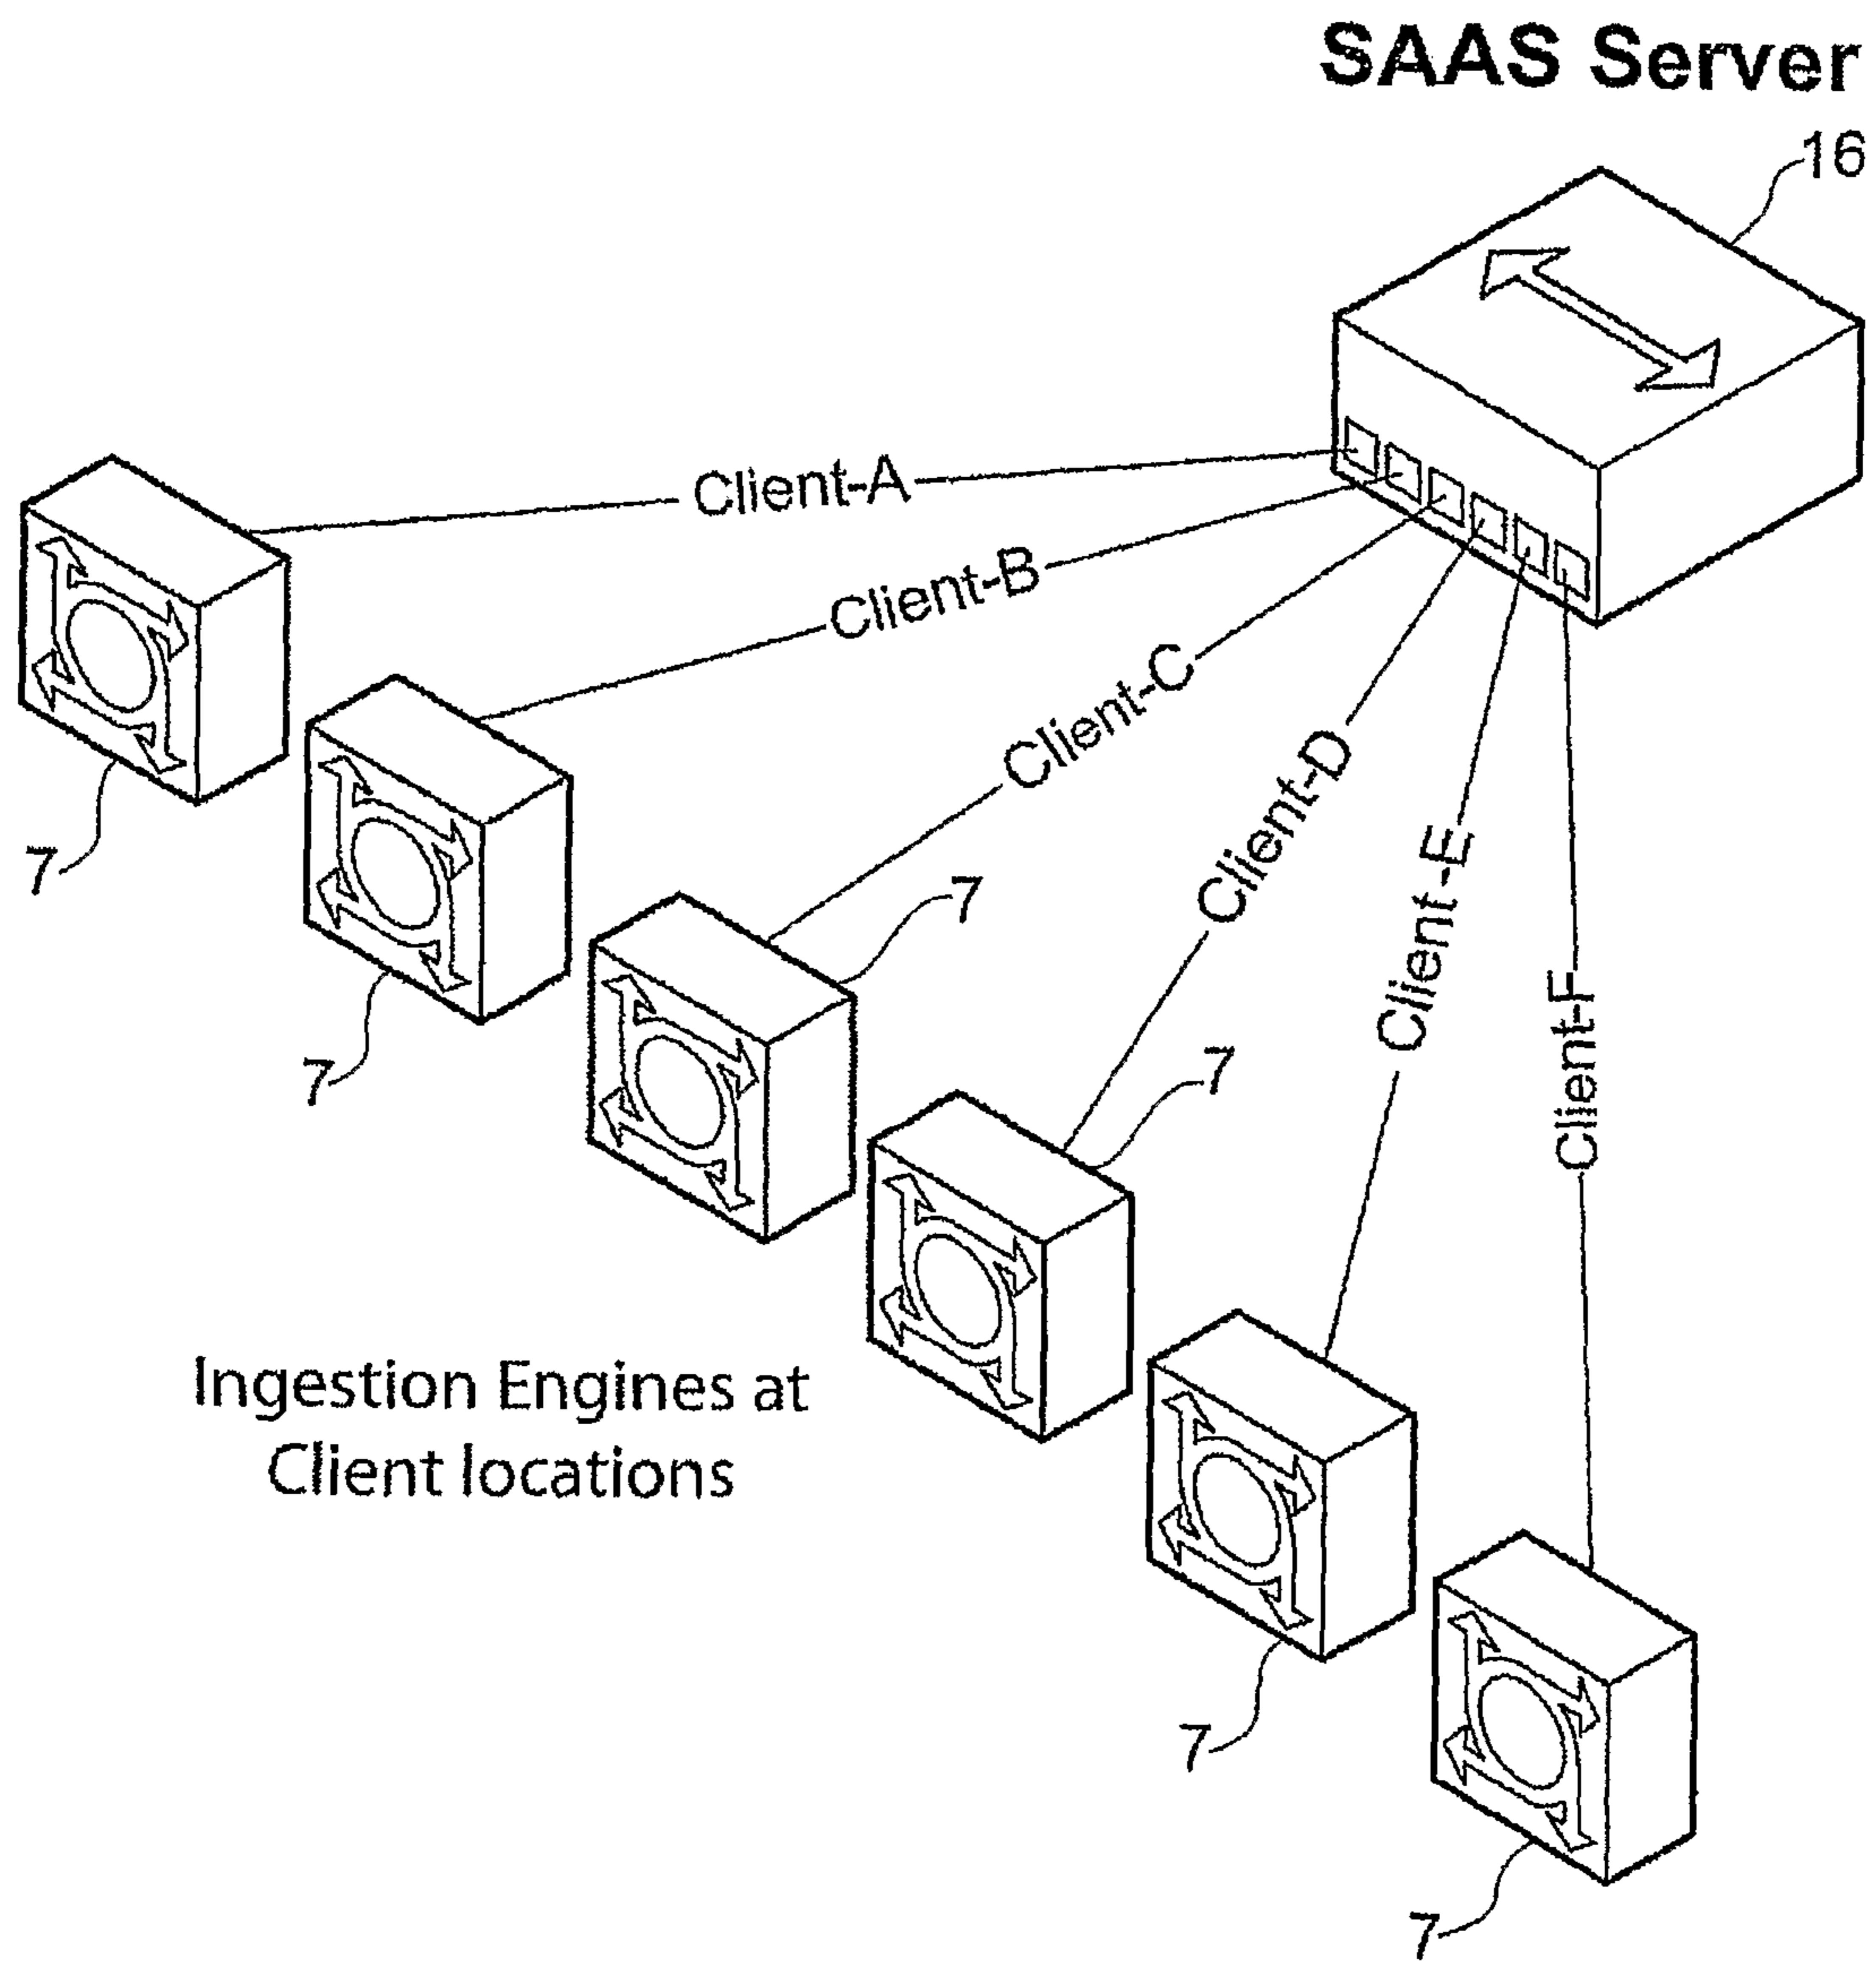 SAAS Server
16
Client-A
Client-B
Client-C
Client-D
Client-E
Client-F
7
7
7
7
7
7
Ingestion Engines at
Client locations